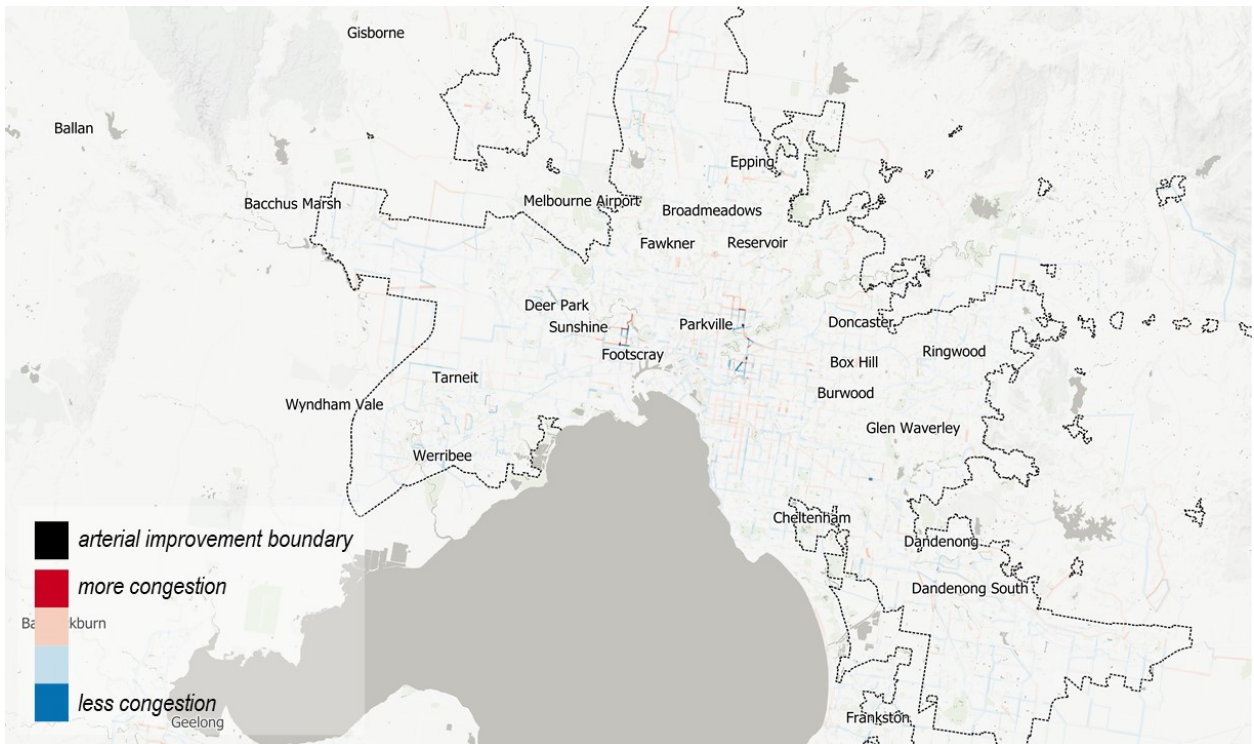 Gisborne
Ballan
Epping
Bacchus Marsh
Melbourne Airport
Broadmeadows
Fawkner
Reservoir
Deer Park
Sunshine
Parkville
Doncaster
Footscray
Box Hill
Ringwood
Tarneit
Burwood
Wyndham Vale
Glen Waverley
Werribee
Cheltenham
Dandenong
arterial improvement boundary
more congestion
Dandenong South
less congestion
Geelong
Frankston